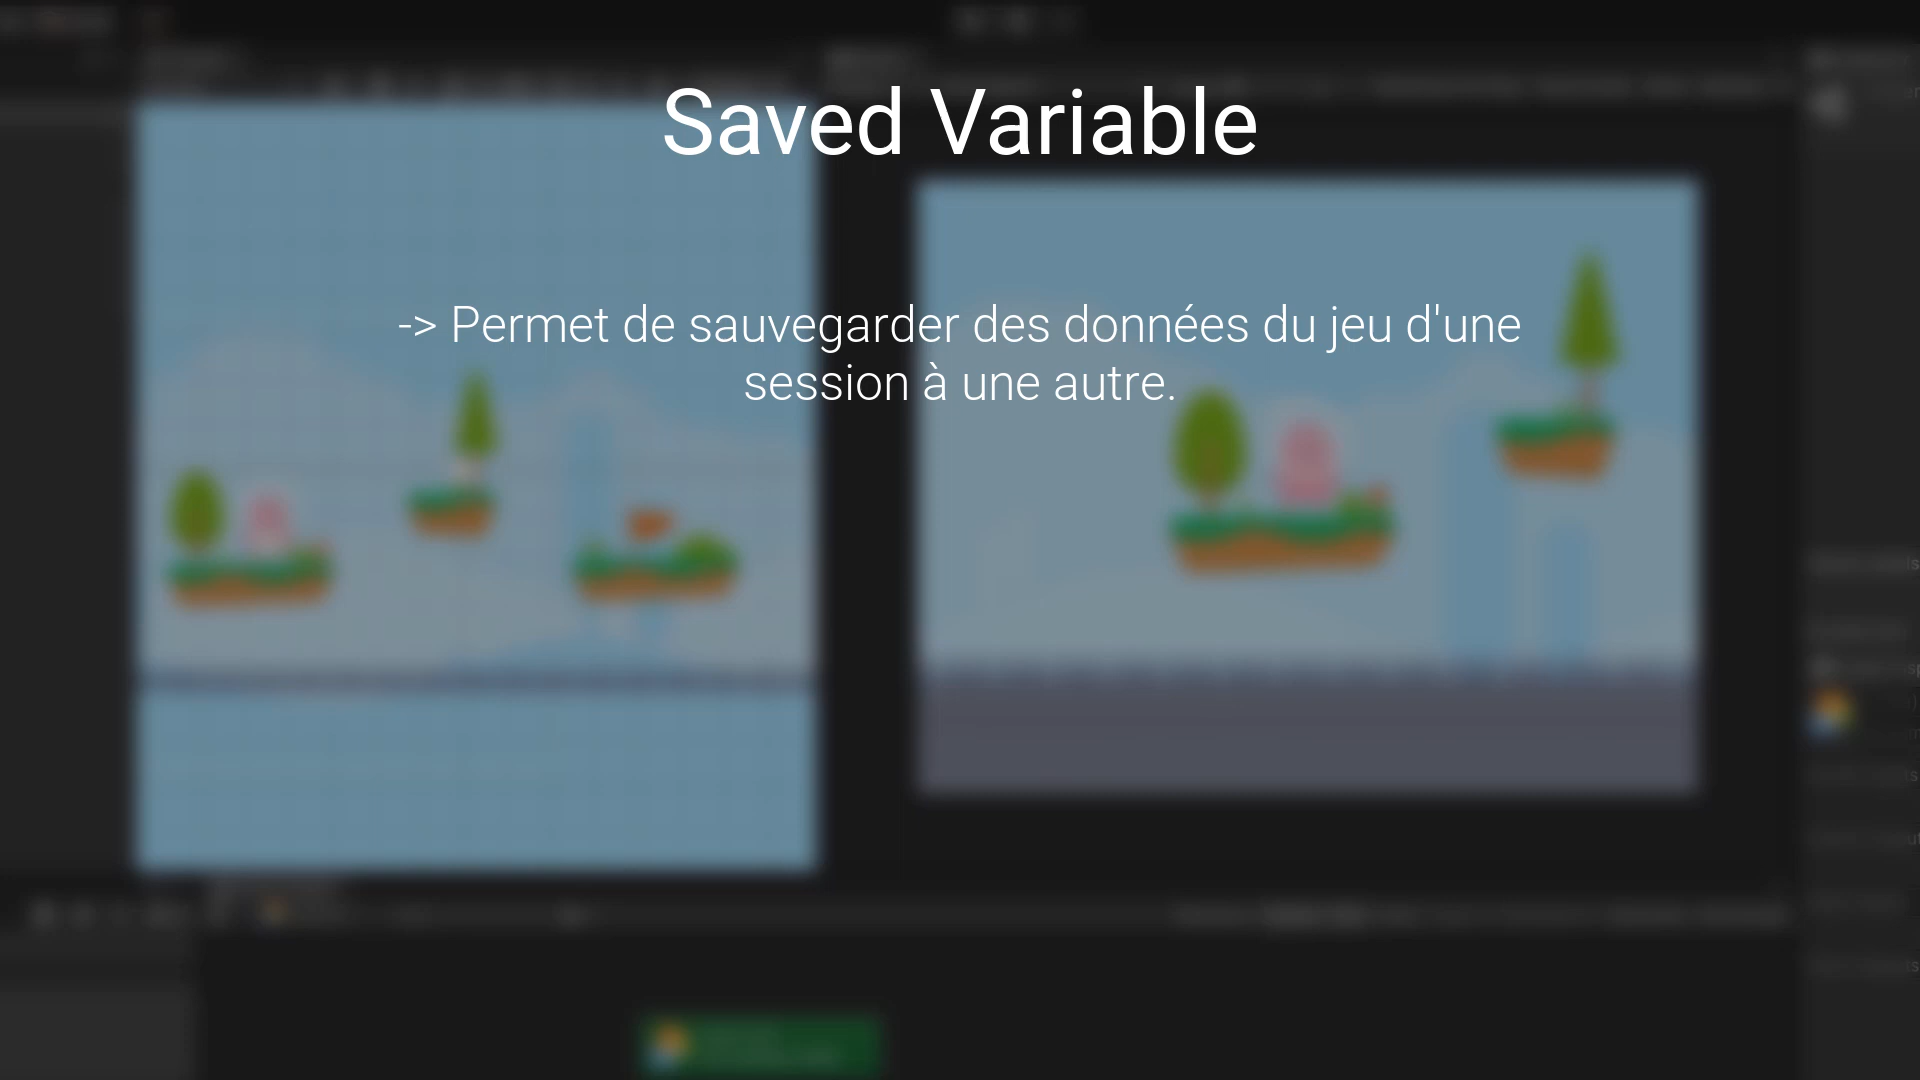 Saved Variable
-> Permet de sauvegarder des données du jeu d'une
session à une autre.